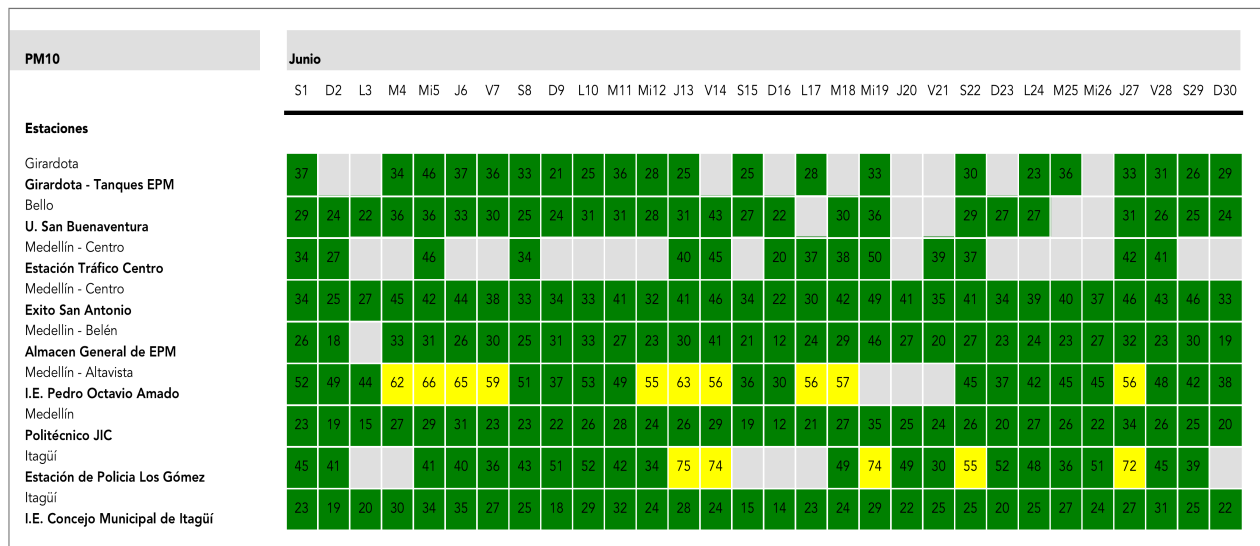 PM10
Junio
S1 D2 L3 M4 Mi5 J6 V7 S8 D9 L10 M11 Mi12 J13 V14 S15 D16 L17 M18 Mi19 J20 V21 S22 D23 L24 M25 Mi26 J27 V28 S29 D30
Estaciones
Girardota
Girardota - Tanques EPM
37 34 46 37 36 33 21 25 36 28 25 25 28 33 30 23 36 33 31 26 29
Bello
U. San Buenaventura
29 24 22 36 36 33 30 25 24 31 31 28 31 43 27 22 30 36 29 27 27 31 26 25 24
Medellín - Centro
Estación Tráfico Centro
34 27 46 34 40 45 20 37 38 50 39 37 42 41
Medellín - Centro
Exito San Antonio
34 25 27 45 42 44 38 33 34 33 41 32 41 46 34 22 30 42 49 41 35 41 34 39 40 37 46 43 46 33
Medellin - Belén
Almacen General de EPM
26 18 33 31 26 30 25 31 33 27 23 30 41 21 12 24 29 46 27 20 27 23 24 23 27 32 23 30 19
Medellín - Altavista
I.E. Pedro Octavio Amado
52 49 44 62 66 65 59 51 37 53 49 55 63 56 36 30 56 57 45 37 42 45 45 56 48 42 38
Medellín
Politécnico JIC
23 19 15 27 29 31 23 23 22 26 28 24 26 29 19 12 21 27 35 25 24 26 20 27 26 22 34 26 25 20
Itagüí
Estación de Policia Los Gómez
45 41 41 40 36 43 51 52 42 34 75 74 49 74 49 30 55 52 48 36 51 72 45 39
Itagüí
I.E. Concejo Municipal de Itagüí
23 19 20 30 34 35 27 25 18 29 32 24 28 24 15 14 23 24 29 22 25 25 20 25 27 24 27 31 25 22